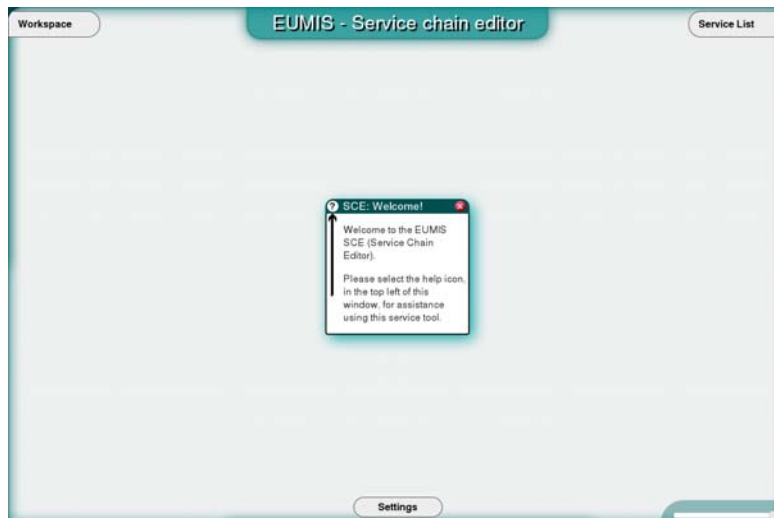 Workspace
EUMIS - Service chain editor
Service List
? SCE: Welcome!
Welcome to the EUMIS
SCE (Service Chain
Editor).
Please select the help icon,
in the top left of this
window, for assistance
using this service tool.
Settings